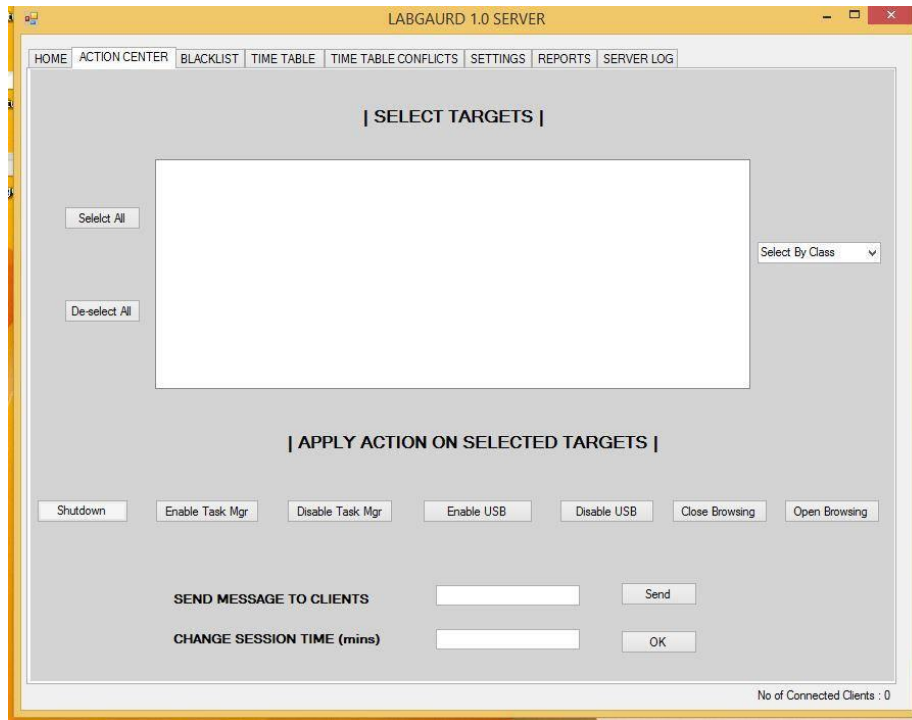 LABGAURD 1.0 SERVER
HOME ACTION CENTER BLACKLIST TIME TABLE TIME TABLE CONFLICTS SETTINGS REPORTS SERVER LOG
| SELECT TARGETS |
Selelct All
Select By Class
De-select All
| APPLY ACTION ON SELECTED TARGETS |
Shutdown Enable Task Mgr Disable Task Mgr Enable USB Disable USB Close Browsing Open Browsing
SEND MESSAGE TO CLIENTS Send
CHANGE SESSION TIME (mins) OK
No of Connected Clients : 0